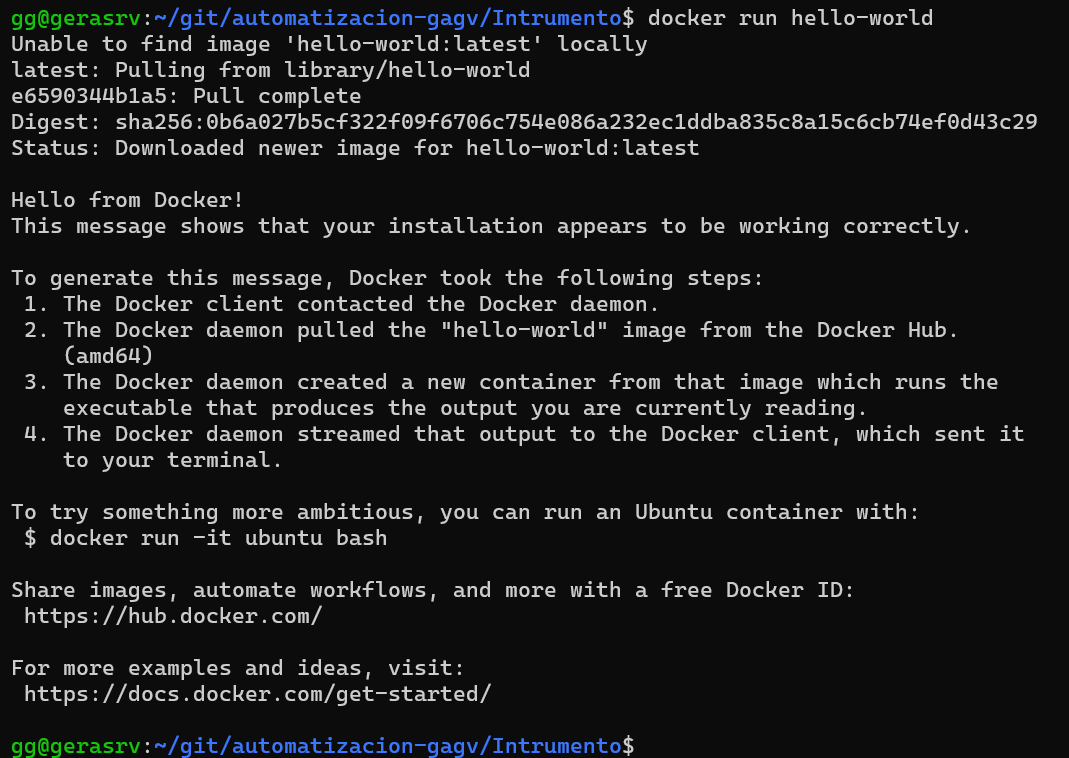 gg@gerasrv:~/git/automatizacion-gagv/Intrumento$ docker run hello-world
Unable to find image 'hello-world:latest' locally
latest: Pulling from library/hello-world
e6590344b1a5: Pull complete
Digest: sha256:0b6a027b5cf322f09f6706c754e086a232ec1ddba835c8a15c6cb74ef0d43c29
Status: Downloaded newer image for hello-world:latest

Hello from Docker!
This message shows that your installation appears to be working correctly.

To generate this message, Docker took the following steps:
 1. The Docker client contacted the Docker daemon.
 2. The Docker daemon pulled the "hello-world" image from the Docker Hub.
    (amd64)
 3. The Docker daemon created a new container from that image which runs the
    executable that produces the output you are currently reading.
 4. The Docker daemon streamed that output to the Docker client, which sent it
    to your terminal.

To try something more ambitious, you can run an Ubuntu container with:
 $ docker run -it ubuntu bash

Share images, automate workflows, and more with a free Docker ID:
 https://hub.docker.com/

For more examples and ideas, visit:
 https://docs.docker.com/get-started/

gg@gerasrv:~/git/automatizacion-gagv/Intrumento$